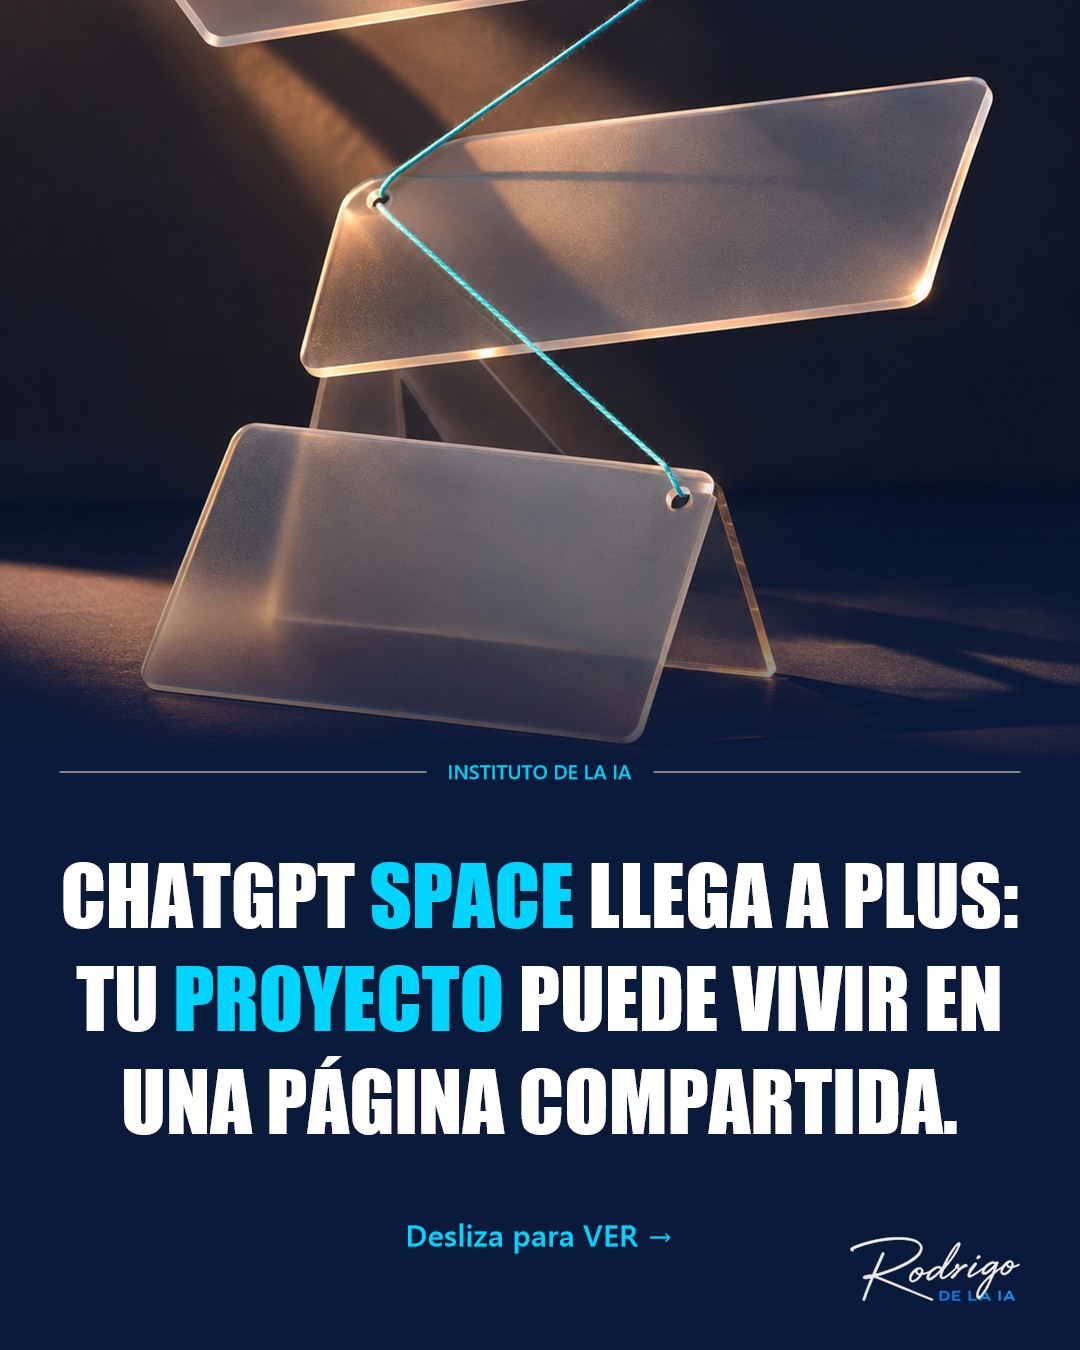 INSTITUTO DE LA IA
CHATGPT SPACE LLEGA A PLUS:
TU PROYECTO PUEDE VIVIR EN
UNA PÁGINA COMPARTIDA.
Desliza para VER →
Rodrigo
DE LA IA